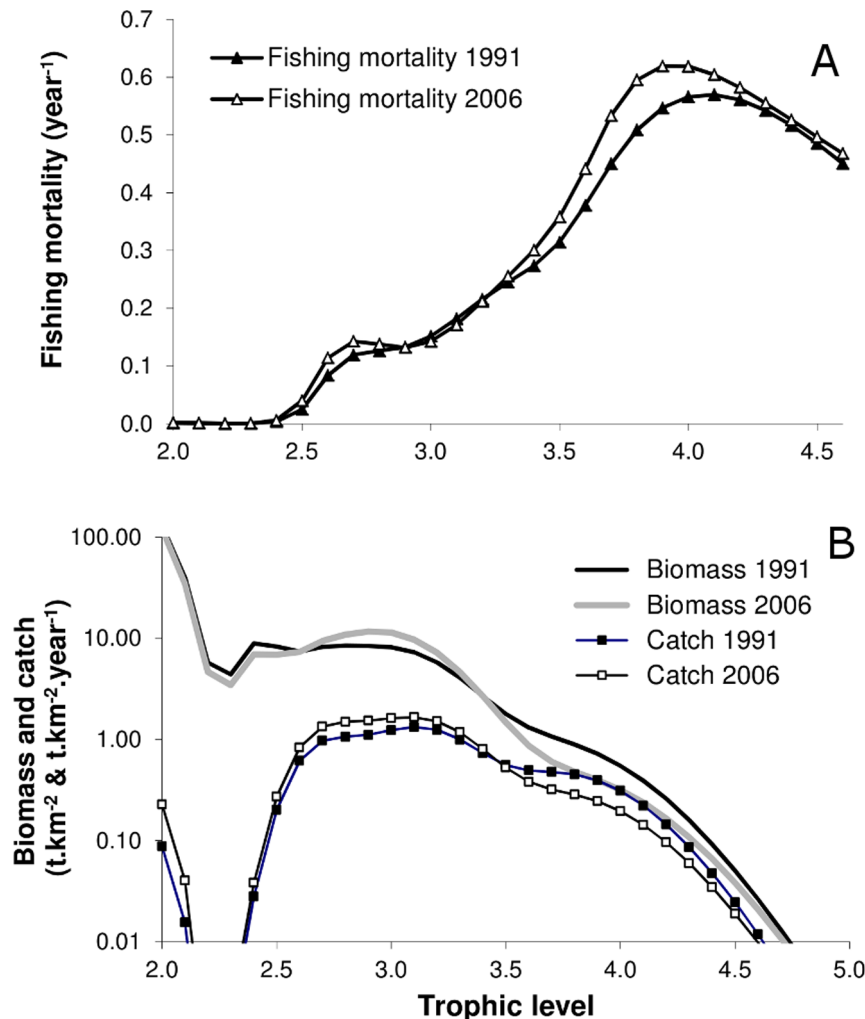 A
Fishing mortality 1991
Fishing mortality 2006
Fishing mortality (year⁻¹)
0.7
0.6
0.5
0.4
0.3
0.2
0.1
0.0
2.0 2.5 3.0 3.5 4.0 4.5
B
Biomass 1991
Biomass 2006
Catch 1991
Catch 2006
Biomass and catch
(t.km⁻² & t.km⁻².year⁻¹)
100.00
10.00
1.00
0.10
0.01
2.0 2.5 3.0 3.5 4.0 4.5 5.0
Trophic level